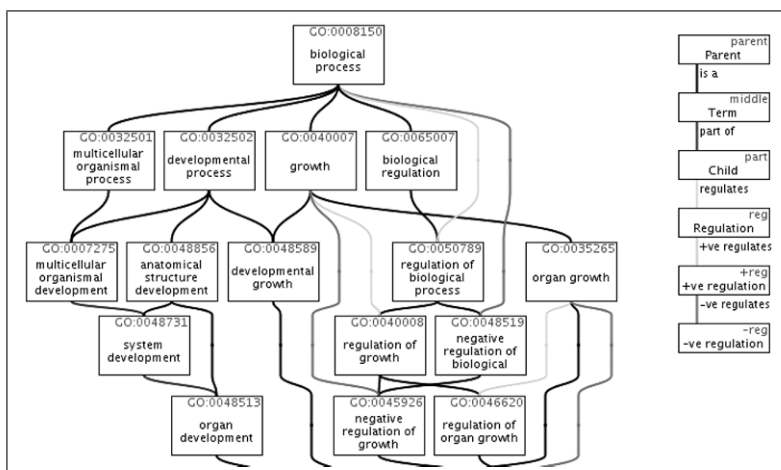 GO:0008150
biological
process
GO:0032501
multicellular
organismal
process
GO:0032502
developmental
process
GO:0040007
growth
GO:0065007
biological
regulation
GO:0007275
multicellular
organismal
development
GO:0048856
anatomical
structure
development
GO:0048589
developmental
growth
GO:0050789
regulation of
biological
process
GO:0035265
organ growth
GO:0048731
system
development
GO:0040008
regulation of
growth
GO:0048519
negative
regulation of
biological
GO:0048513
organ
development
GO:0045926
negative
regulation of
growth
GO:0046620
regulation of
organ growth
parent
Parent
is a
middle
Term
part of
part
Child
regulates
reg
Regulation
+ve regulates
+reg
+ve regulation
−ve regulates
−reg
−ve regulation